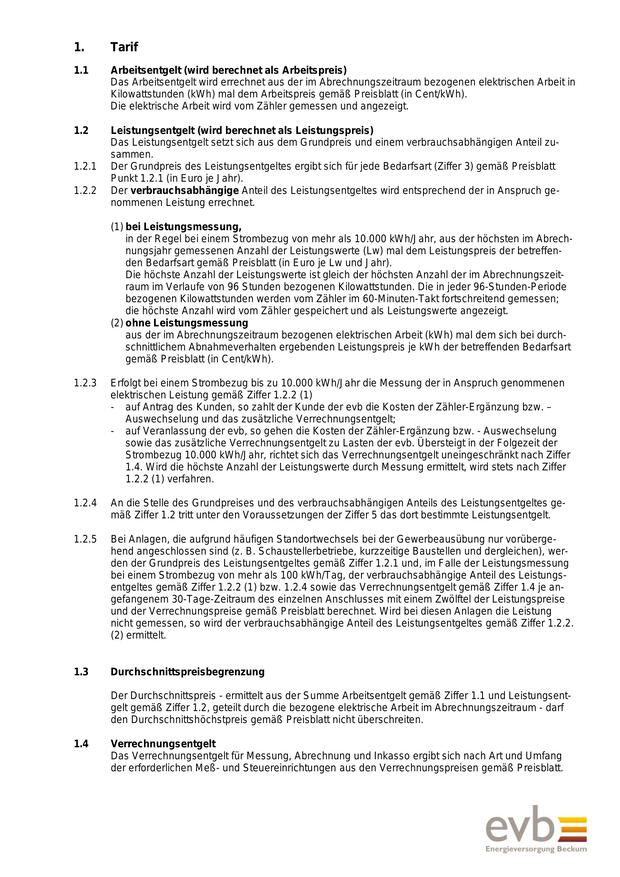 1. Tarif
1.1 Arbeitsentgelt (wird berechnet als Arbeitspreis)
Das Arbeitsentgelt wird errechnet aus der im Abrechnungszeitraum bezogenen elektrischen Arbeit in
Kilowattstunden (kWh) mal dem Arbeitspreis gemäß Preisblatt (in Cent/kWh).
Die elektrische Arbeit wird vom Zähler gemessen und angezeigt.
1.2 Leistungsentgelt (wird berechnet als Leistungspreis)
Das Leistungsentgelt setzt sich aus dem Grundpreis und einem verbrauchsabhängigen Anteil zu-
sammen.
1.2.1 Der Grundpreis des Leistungsentgeltes ergibt sich für jede Bedarfsart (Ziffer 3) gemäß Preisblatt
Punkt 1.2.1 (in Euro je Jahr).
1.2.2 Der verbrauchsabhängige Anteil des Leistungsentgeltes wird entsprechend der in Anspruch ge-
nommenen Leistung errechnet.
(1) bei Leistungsmessung,
in der Regel bei einem Strombezug von mehr als 10.000 kWh/Jahr, aus der höchsten im Abrech-
nungsjahr gemessenen Anzahl der Leistungswerte (Lw) mal dem Leistungspreis der betreffen-
den Bedarfsart gemäß Preisblatt (in Euro je Lw und Jahr).
Die höchste Anzahl der Leistungswerte ist gleich der höchsten Anzahl der im Abrechnungszeit-
raum im Verlaufe von 96 Stunden bezogenen Kilowattstunden. Die in jeder 96-Stunden-Periode
bezogenen Kilowattstunden werden vom Zähler im 60-Minuten-Takt fortschreitend gemessen;
die höchste Anzahl wird vom Zähler gespeichert und als Leistungswerte angezeigt.
(2) ohne Leistungsmessung
aus der im Abrechnungszeitraum bezogenen elektrischen Arbeit (kWh) mal dem sich bei durch-
schnittlichem Abnahmeverhalten ergebenden Leistungspreis je kWh der betreffenden Bedarfsart
gemäß Preisblatt (in Cent/kWh).
1.2.3 Erfolgt bei einem Strombezug bis zu 10.000 kWh/Jahr die Messung der in Anspruch genommenen
elektrischen Leistung gemäß Ziffer 1.2.2 (1)
- auf Antrag des Kunden, so zahlt der Kunde der evb die Kosten der Zähler-Ergänzung bzw. –
Auswechselung und das zusätzliche Verrechnungsentgelt;
- auf Veranlassung der evb, so gehen die Kosten der Zähler-Ergänzung bzw. - Auswechselung
sowie das zusätzliche Verrechnungsentgelt zu Lasten der evb. Übersteigt in der Folgezeit der
Strombezug 10.000 kWh/Jahr, richtet sich das Verrechnungsentgelt uneingeschränkt nach Ziffer
1.4. Wird die höchste Anzahl der Leistungswerte durch Messung ermittelt, wird stets nach Ziffer
1.2.2 (1) verfahren.
1.2.4 An die Stelle des Grundpreises und des verbrauchsabhängigen Anteils des Leistungsentgeltes ge-
mäß Ziffer 1.2 tritt unter den Voraussetzungen der Ziffer 5 das dort bestimmte Leistungsentgelt.
1.2.5 Bei Anlagen, die aufgrund häufigen Standortwechsels bei der Gewerbeausübung nur vorüberge-
hend angeschlossen sind (z. B. Schaustellerbetriebe, kurzzeitige Baustellen und dergleichen), wer-
den der Grundpreis des Leistungsentgeltes gemäß Ziffer 1.2.1 und, im Falle der Leistungsmessung
bei einem Strombezug von mehr als 100 kWh/Tag, der verbrauchsabhängige Anteil des Leistungs-
entgeltes gemäß Ziffer 1.2.2 (1) bzw. 1.2.4 sowie das Verrechnungsentgelt gemäß Ziffer 1.4 je an-
gefangenem 30-Tage-Zeitraum des einzelnen Anschlusses mit einem Zwölftel der Leistungspreise
und der Verrechnungspreise gemäß Preisblatt berechnet. Wird bei diesen Anlagen die Leistung
nicht gemessen, so wird der verbrauchsabhängige Anteil des Leistungsentgeltes gemäß Ziffer 1.2.2.
(2) ermittelt.
1.3 Durchschnittspreisbegrenzung
Der Durchschnittspreis - ermittelt aus der Summe Arbeitsentgelt gemäß Ziffer 1.1 und Leistungsent-
gelt gemäß Ziffer 1.2, geteilt durch die bezogene elektrische Arbeit im Abrechnungszeitraum - darf
den Durchschnittshöchstpreis gemäß Preisblatt nicht überschreiten.
1.4 Verrechnungsentgelt
Das Verrechnungsentgelt für Messung, Abrechnung und Inkasso ergibt sich nach Art und Umfang
der erforderlichen Meß- und Steuereinrichtungen aus den Verrechnungspreisen gemäß Preisblatt.
evb
Energieversorgung Beckum